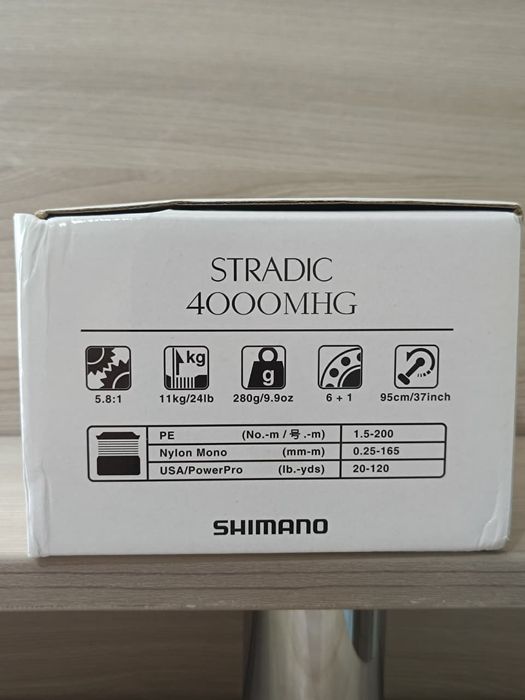 STRADIC
4000MHG
kg
g
5.8:1 11kg/24lb 280g/9.9oz 6 + 1 95cm/37inch
PE (No.-m / 号.-m) 1.5-200
Nylon Mono (mm-m) 0.25-165
USA/PowerPro (lb.-yds) 20-120
SHIMANO